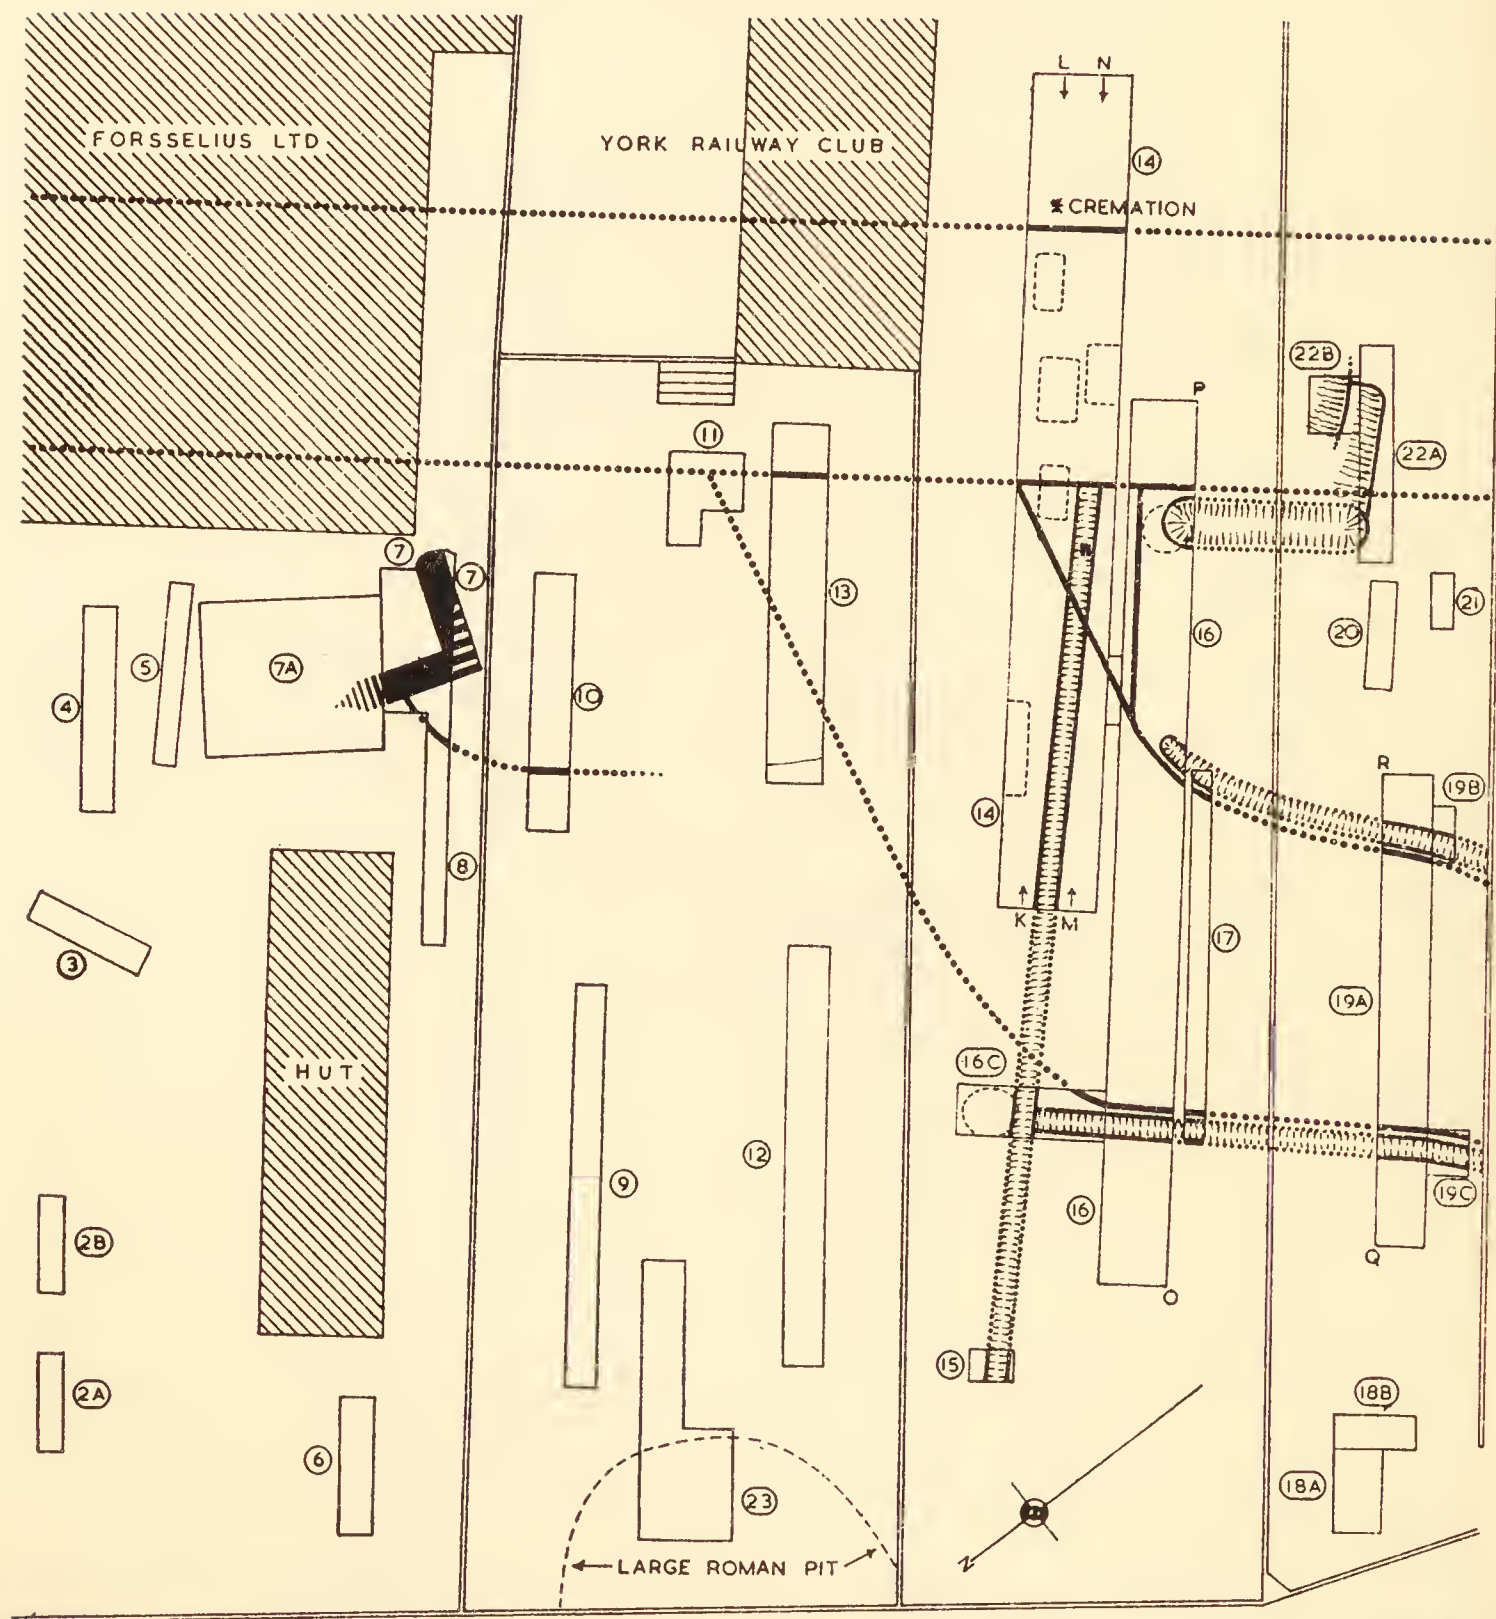 L N
FORSSELIUS LTD
YORK RAILWAY CLUB
14
CREMATION
22B
P
11
22A
7
7
13
21
5
7A
16
20
4
10
R
19B
14
8
K M
17
3
19A
16C
HUT
12
9
19C
2B
16
Q
O
15
2A
18B
6
23
18A
LARGE ROMAN PIT
N